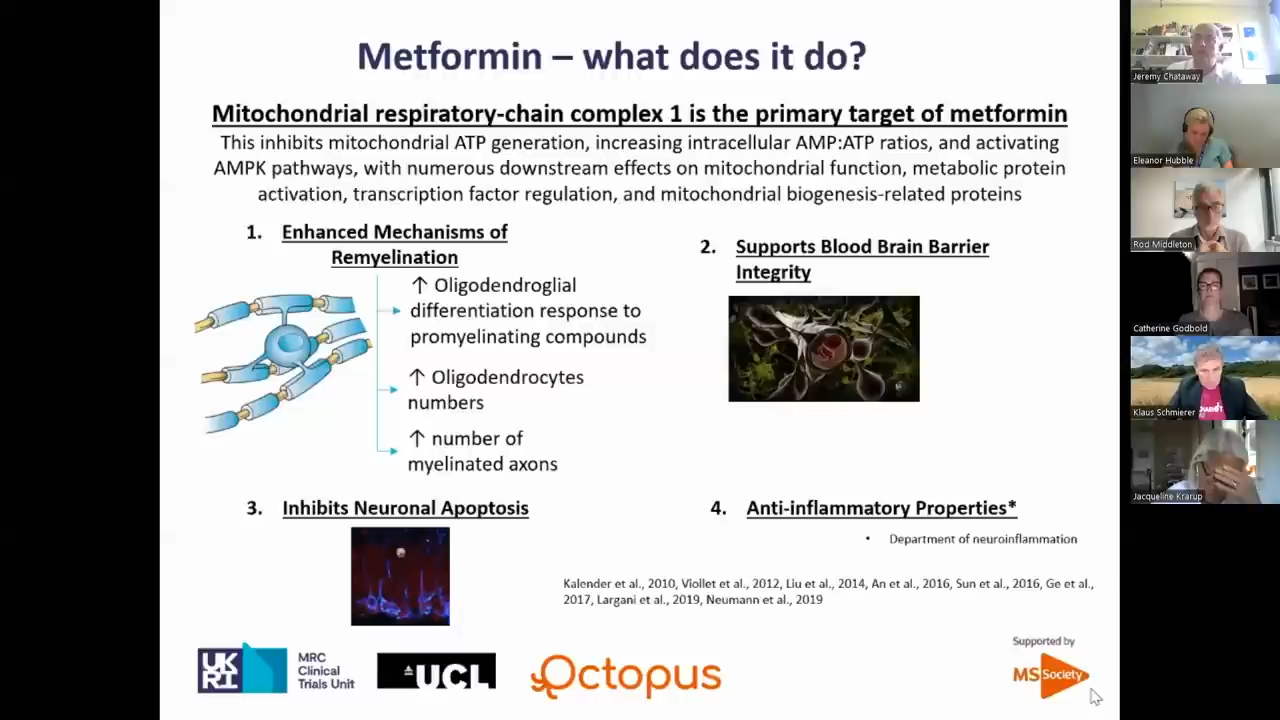 Metformin – what does it do?
Mitochondrial respiratory-chain complex 1 is the primary target of metformin
This inhibits mitochondrial ATP generation, increasing intracellular AMP:ATP ratios, and activating
AMPK pathways, with numerous downstream effects on mitochondrial function, metabolic protein
activation, transcription factor regulation, and mitochondrial biogenesis-related proteins
1. Enhanced Mechanisms of
Remyelination
↑ Oligodendroglial
differentiation response to
promyelinating compounds
↑ Oligodendrocytes
numbers
↑ number of
myelinated axons
2. Supports Blood Brain Barrier
Integrity
3. Inhibits Neuronal Apoptosis
4. Anti-inflammatory Properties*
• Department of neuroinflammation
Kalender et al., 2010, Viollet et al., 2012, Liu et al., 2014, An et al., 2016, Sun et al., 2016, Ge et al.,
2017, Largani et al., 2019, Neumann et al., 2019
UK
RI
MRC
Clinical
Trials Unit
UCL
Octopus
Supported by
MS Society
Jeremy Chataway
Eleanor Hubble
Rod Middleton
Catherine Godbold
Klaus Schmierer
Jacqueline Krarup